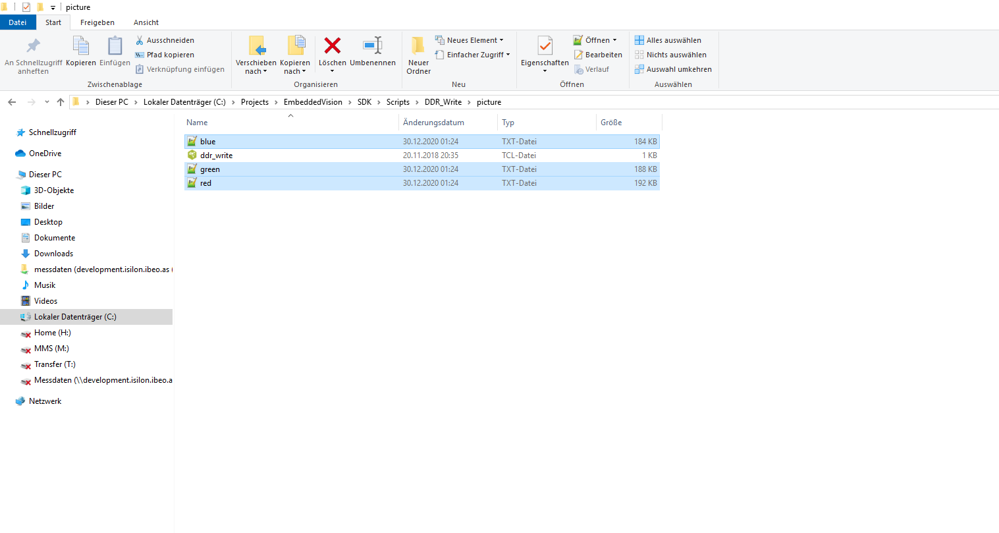 picture
Datei Start Freigeben Ansicht
An Schnellzugriff anheften
Kopieren
Einfügen
Ausschneiden
Pfad kopieren
Verknüpfung einfügen
Zwischenablage
Verschieben nach
Kopieren nach
Löschen
Umbenennen
Organisieren
Neuer Ordner
Neues Element
Einfacher Zugriff
Neu
Eigenschaften
Öffnen
Bearbeiten
Verlauf
Öffnen
Alles auswählen
Nichts auswählen
Auswahl umkehren
Auswählen
Dieser PC > Lokaler Datenträger (C:) > Projects > EmbeddedVision > SDK > Scripts > DDR_Write > picture
Schnellzugriff
OneDrive
Dieser PC
3D-Objekte
Bilder
Desktop
Dokumente
Downloads
messdaten (development.isilon.ibeo.as (
Musik
Videos
Lokaler Datenträger (C:)
Home (H:)
MMS (M:)
Transfer (T:)
Messdaten (\\development.isilon.ibeo.a
Netzwerk
Name Änderungsdatum Typ Größe
blue 30.12.2020 01:24 TXT-Datei 184 KB
ddr_write 20.11.2018 20:35 TCL-Datei 1 KB
green 30.12.2020 01:24 TXT-Datei 188 KB
red 30.12.2020 01:24 TXT-Datei 192 KB